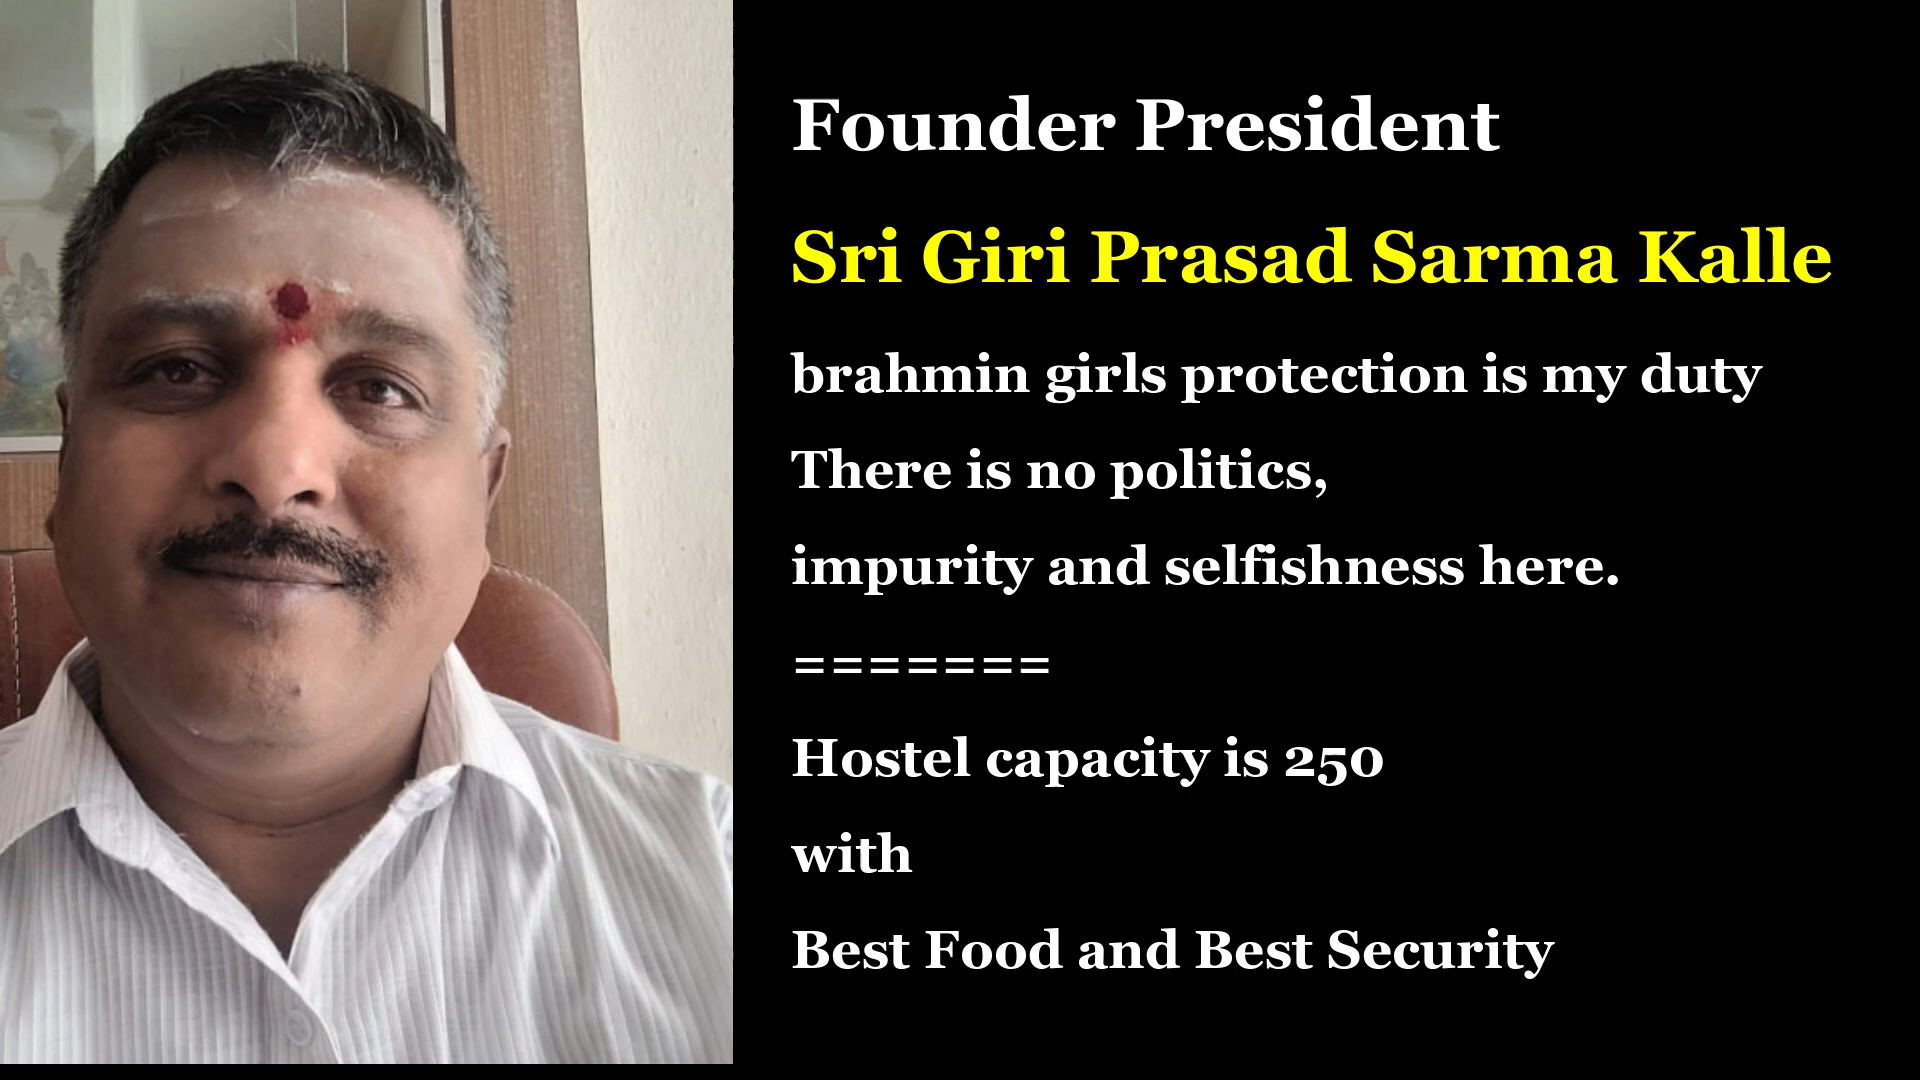 Founder President
Sri Giri Prasad Sarma Kalle
brahmin girls protection is my duty
There is no politics,
impurity and selfishness here.
=======
Hostel capacity is 250
with
Best Food and Best Security